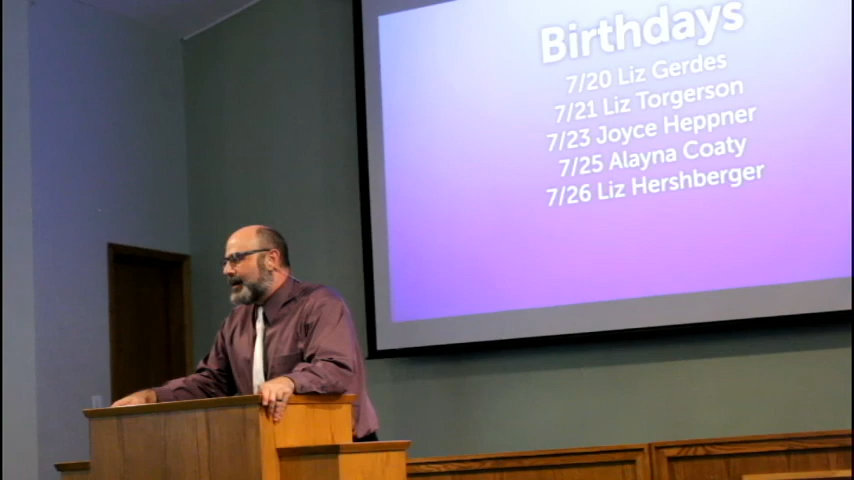 Birthdays
7/20 Liz Gerdes
7/21 Liz Torgerson
7/23 Joyce Heppner
7/25 Alayna Coaty
7/26 Liz Hershberger